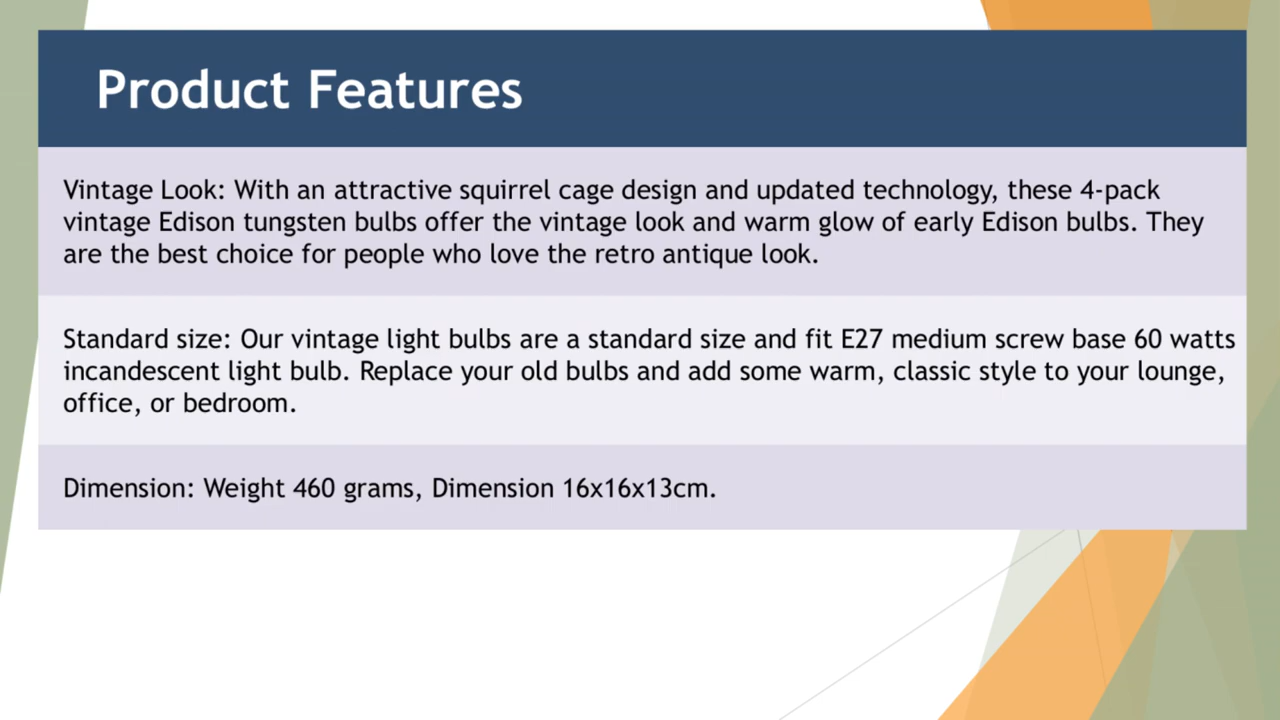 Product Features
Vintage Look: With an attractive squirrel cage design and updated technology, these 4-pack
vintage Edison tungsten bulbs offer the vintage look and warm glow of early Edison bulbs. They
are the best choice for people who love the retro antique look.
Standard size: Our vintage light bulbs are a standard size and fit E27 medium screw base 60 watts
incandescent light bulb. Replace your old bulbs and add some warm, classic style to your lounge,
office, or bedroom.
Dimension: Weight 460 grams, Dimension 16x16x13cm.